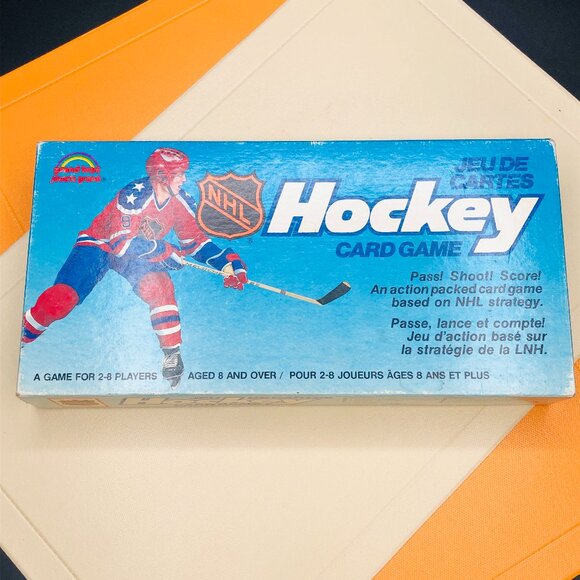 NHL
JEU DE
CARTES
Hockey
CARD GAME
Pass! Shoot! Score!
An action packed card game
based on NHL strategy.
Passe, lance et compte!
Jeu d'action basé sur
la stratégie de la LNH.
A GAME FOR 2-8 PLAYERS AGED 8 AND OVER / POUR 2-8 JOUEURS ÂGES 8 ANS ET PLUS